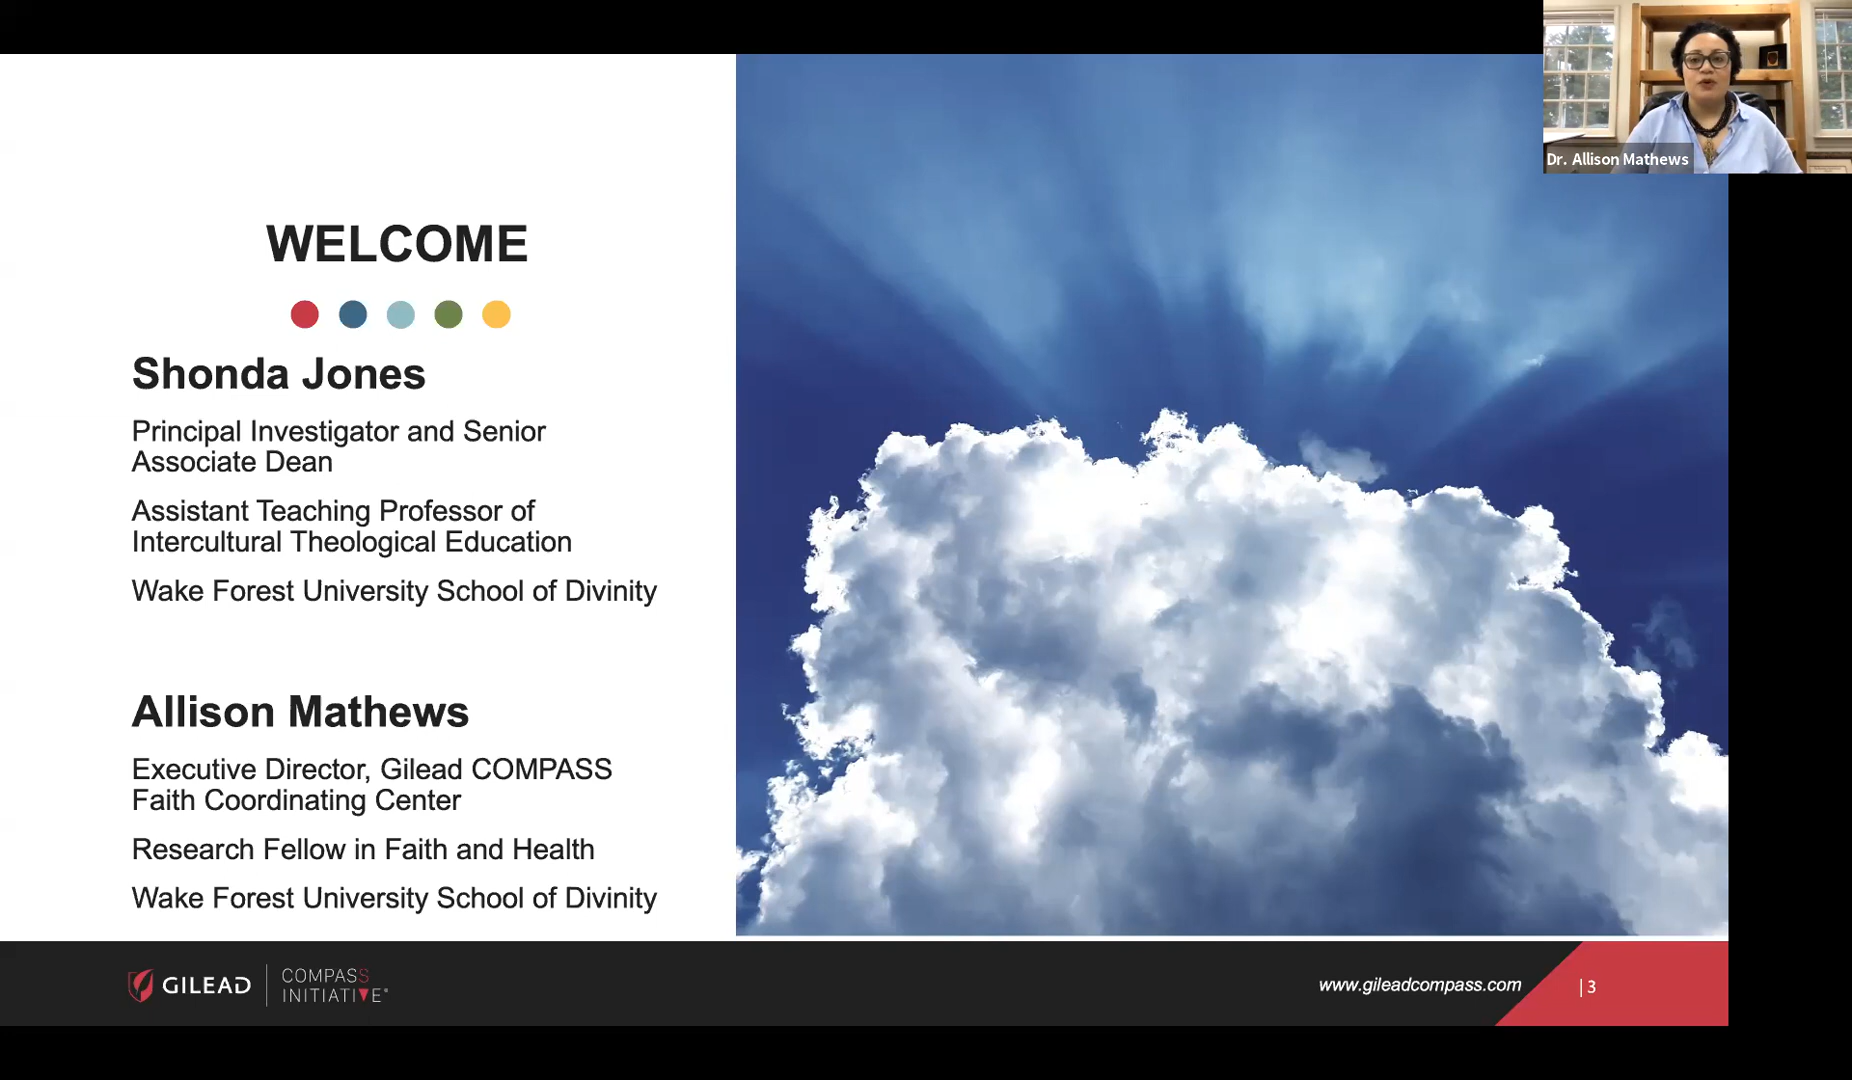 Dr. Allison Mathews
WELCOME
Shonda Jones
Principal Investigator and Senior
Associate Dean
Assistant Teaching Professor of
Intercultural Theological Education
Wake Forest University School of Divinity
Allison Mathews
Executive Director, Gilead COMPASS
Faith Coordinating Center
Research Fellow in Faith and Health
Wake Forest University School of Divinity
GILEAD
COMPASS
INITIATIVE®
www.gileadcompass.com
| 3